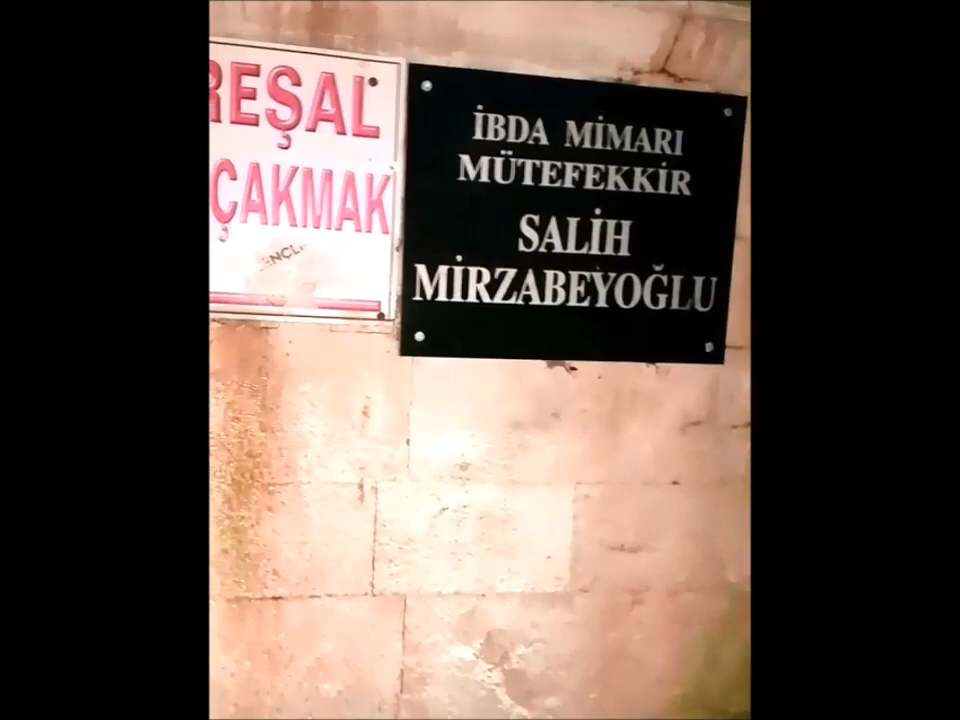 REŞAL
ÇAKMAK
İBDA MİMARI
MÜTEFEKKİR
SALİH
MİRZABEYOĞLU